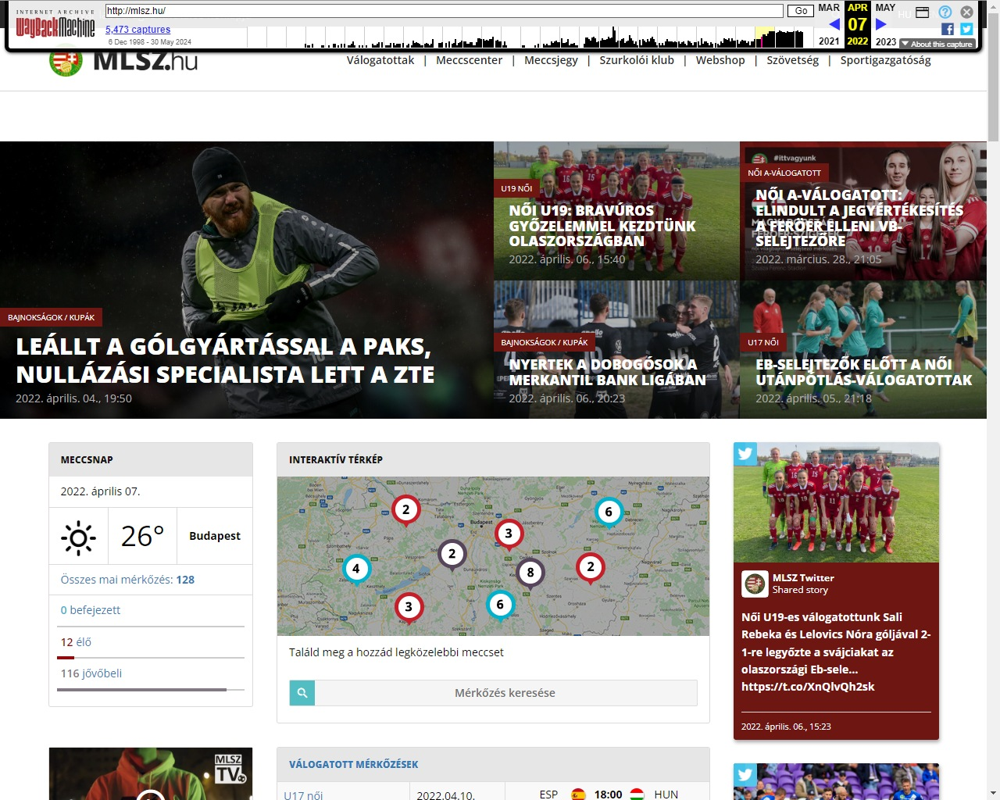 INTERNET ARCHIVE
WayBackMachine
http://mlsz.hu/
Go
5,473 captures
6 Dec 1998 - 30 May 2024
MAR
APR
MAY
07
2021
2022
2023
About this capture
HU
MLSZ.hu
Válogatottak | Meccscenter | Meccsjegy | Szurkolói klub | Webshop | Szövetség | Sportigazgatóság
BAJNOKSÁGOK / KUPÁK
LEÁLLT A GÓLGYÁRTÁSSAL A PAKS,
NULLÁZÁSI SPECIALISTA LETT A ZTE
2022. április. 04., 19:50
U19 NŐI
NŐI U19: BRAVÚROS
GYŐZELEMMEL KEZDTÜNK
OLASZORSZÁGBAN
2022. április. 06., 15:40
#ittvagyunk
NŐI A-VÁLOGATOTT
NŐI A-VÁLOGATOTT:
ELINDULT A JEGYÉRTÉKESÍTÉS
A FERÖER ELLENI VB-
SELEJTEZŐRE
2022. március. 28., 21:05
BAJNOKSÁGOK / KUPÁK
NYERTEK A DOBOGÓSOK A
MERKANTIL BANK LIGÁBAN
2022. április. 06., 20:23
U17 NŐI
EB-SELEJTEZŐK ELŐTT A NŐI
UTÁNPÓTLÁS-VÁLOGATOTTAK
2022. április. 05., 21:18
MECCSNAP
2022. április 07.
26° Budapest
Összes mai mérkőzés: 128
0 befejezett
12 élő
116 jövőbeli
MLSZ
TV
INTERAKTÍV TÉRKÉP
2
6
3
2
4
8
2
3
6
Budapest
Találd meg a hozzád legközelebbi meccset
Mérkőzés keresése
VÁLOGATOTT MÉRKŐZÉSEK
U17 női
2022.04.10.
ESP 18:00 HUN
MLSZ Twitter
Shared story
Női U19-es válogatottunk Sali
Rebeka és Lelovics Nóra góljával 2-
1-re legyőzte a svájciakat az
olaszországi Eb-sele...
https://t.co/XnQlvQh2sk
2022. április. 06., 15:23